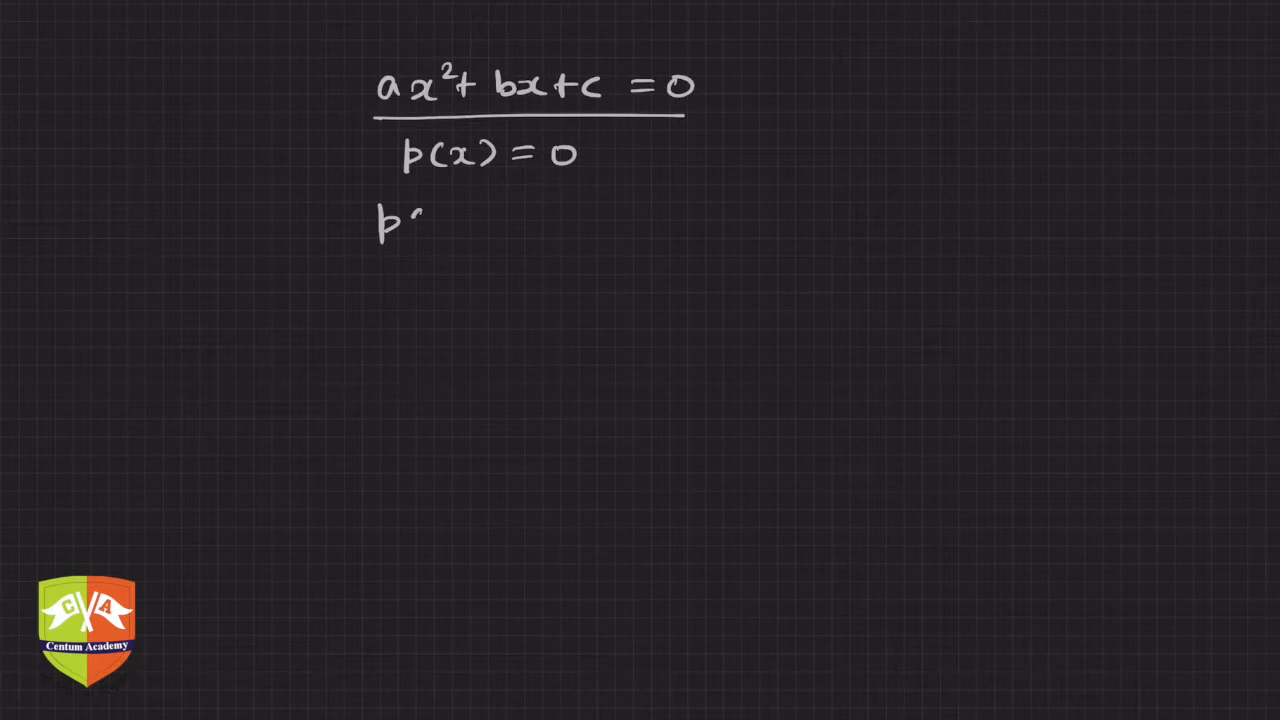 ax²+ bx+c = 0
p(x) = 0
p
C A
Centum Academy